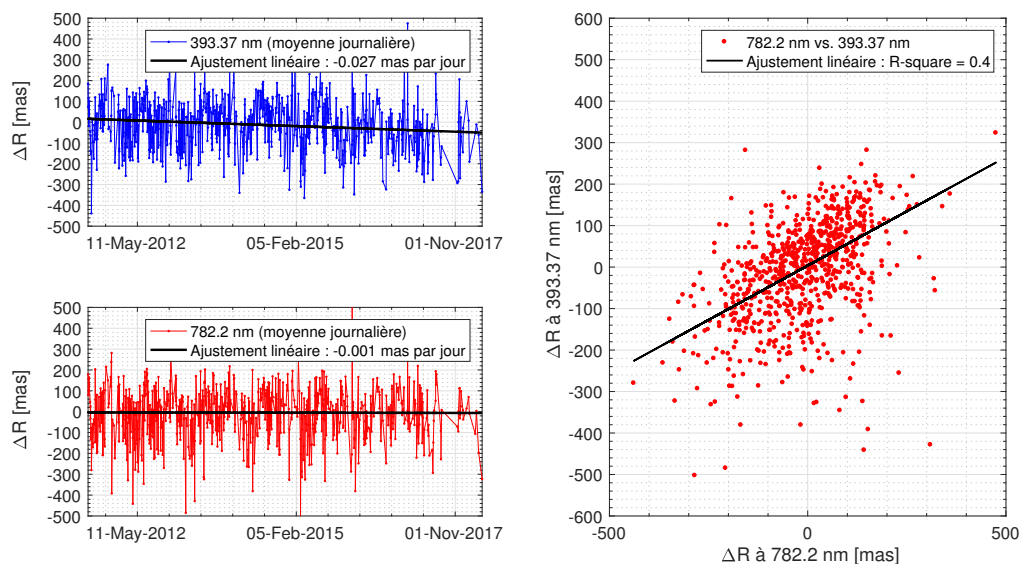 500
400
300
200
100
0
-100
-200
-300
-400
-500
ΔR [mas]
393.37 nm (moyenne journalière)
Ajustement linéaire : -0.027 mas par jour
11-May-2012 05-Feb-2015 01-Nov-2017
500
400
300
200
100
0
-100
-200
-300
-400
-500
ΔR [mas]
782.2 nm (moyenne journalière)
Ajustement linéaire : -0.001 mas par jour
11-May-2012 05-Feb-2015 01-Nov-2017
600
500
400
300
200
100
0
-100
-200
-300
-400
-500
-600
ΔR à 393.37 nm [mas]
782.2 nm vs. 393.37 nm
Ajustement linéaire : R-square = 0.4
-500 0 500
ΔR à 782.2 nm [mas]